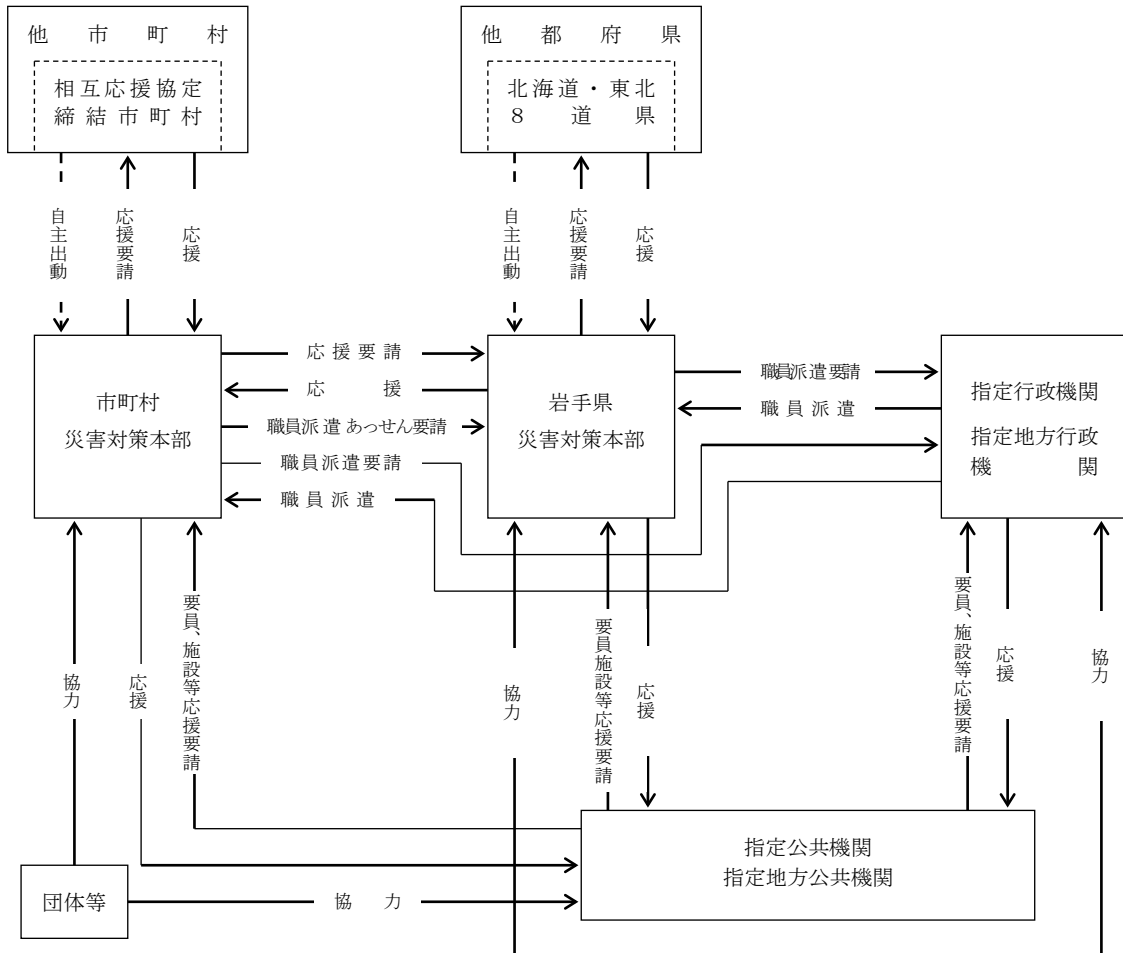 他市町村
相互応援協定
締結市町村
他都府県
北海道・東北
８道県
自主出動
応援要請
応援
自主出動
応援要請
応援
市町村
災害対策本部
応援要請
応援
職員派遣あっせん要請
職員派遣要請
職員派遣
岩手県
災害対策本部
職員派遣要請
職員派遣
指定行政機関
指定地方行政
機関
協力
応援
要員、施設等応援要請
協力
要員施設等応援要請
応援
要員、施設等応援要請
応援
協力
団体等
協力
指定公共機関
指定地方公共機関